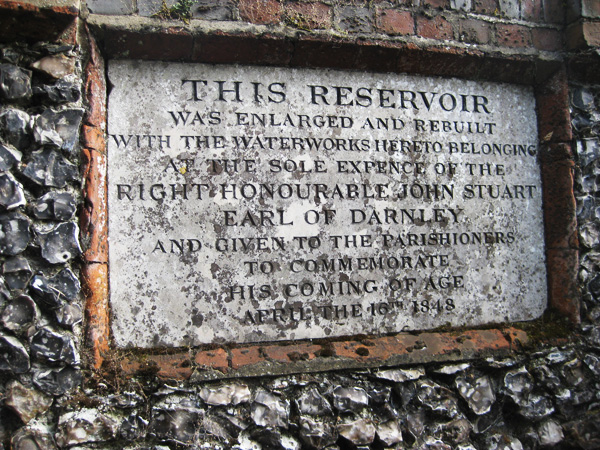 THIS RESERVOIR
WAS ENLARGED AND REBUILT
WITH THE WATERWORKS HERETO BELONGING
AT THE SOLE EXPENCE OF THE
RIGHT HONOURABLE JOHN STUART
EARL OF DARNLEY
AND GIVEN TO THE PARISHIONERS
TO COMMEMORATE
HIS COMING OF AGE
APRIL THE 16TH 1848